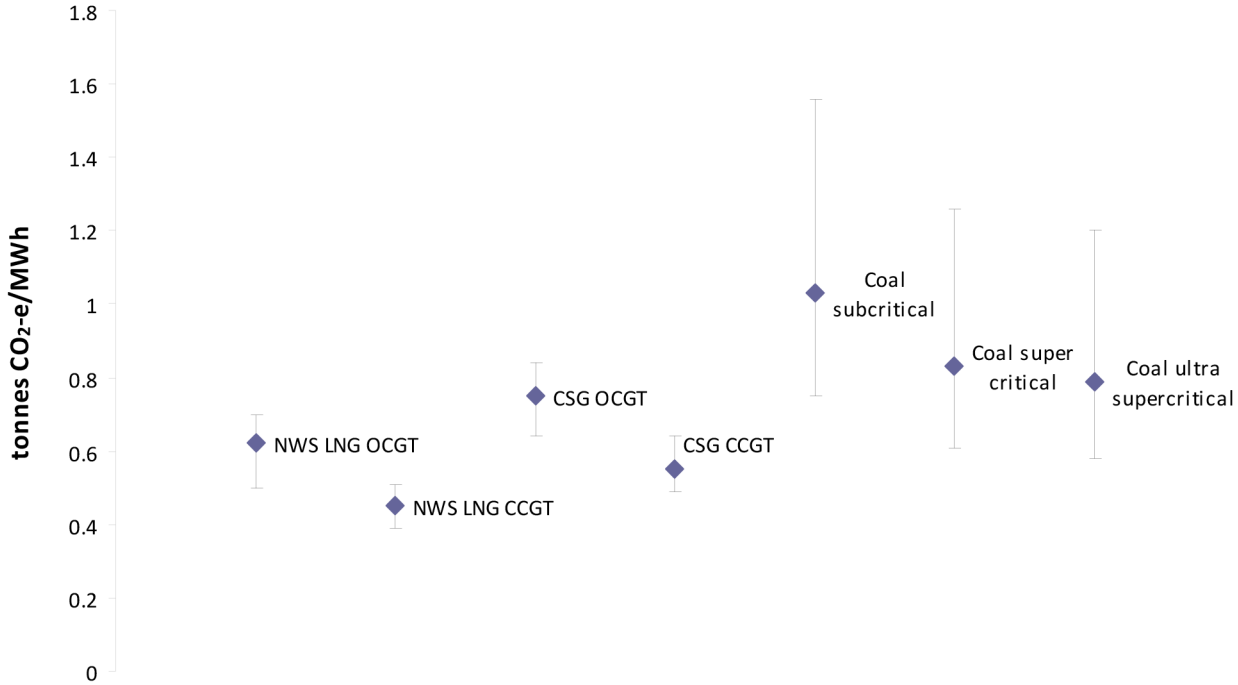 1.8
1.6
1.4
1.2
1
0.8
0.6
0.4
0.2
0
tonnes CO₂-e/MWh
NWS LNG OCGT
NWS LNG CCGT
CSG OCGT
CSG CCGT
Coal
subcritical
Coal super
critical
Coal ultra
supercritical